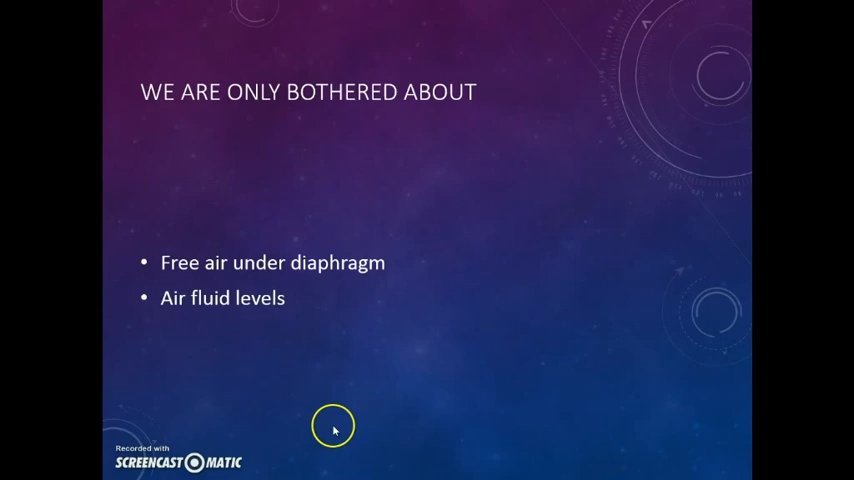 WE ARE ONLY BOTHERED ABOUT
• Free air under diaphragm
• Air fluid levels
Recorded with
SCREENCAST-O-MATIC